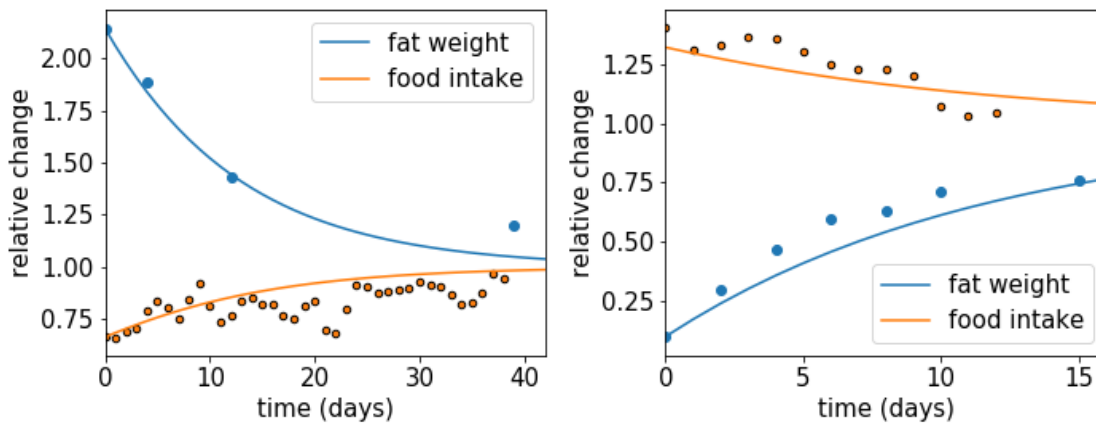 relative change
2.00
1.75
1.50
1.25
1.00
0.75
fat weight
food intake
0
10
20
30
40
time (days)
relative change
1.25
1.00
0.75
0.50
0.25
fat weight
food intake
0
5
10
15
time (days)